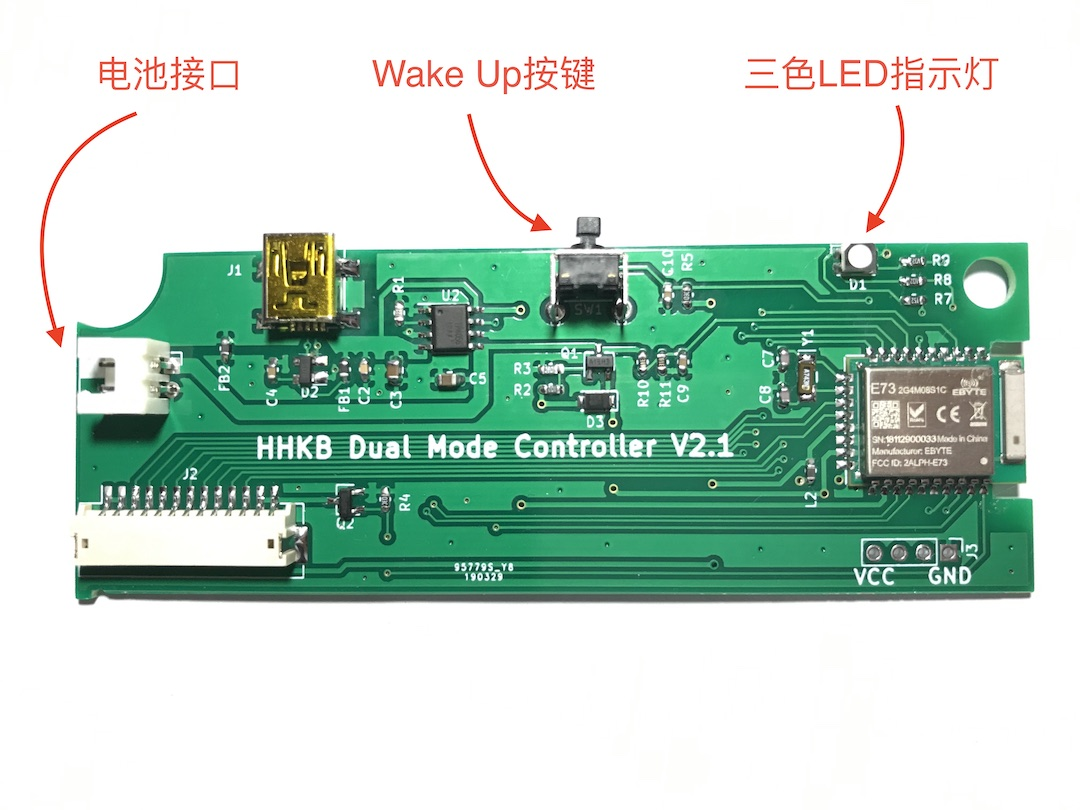 电池接口
Wake Up按键
三色LED指示灯
J1
R1
U2
SW1
C10
R5
D1
R9
R8
R7
FB2
C4
FB1
C2
C3
C5
Q1
R3
R2
D3
R10
R11
C9
C7
C8
Y1
E73 2G4M08S1C
EBYTE
CE
SN:18112900033 Made in China
Manufacturer: EBYTE
FCC ID: 2ALPH-E73
HHKB Dual Mode Controller V2.1
J2
R4
L2
95779S_Y8
190329
J3
VCC
GND